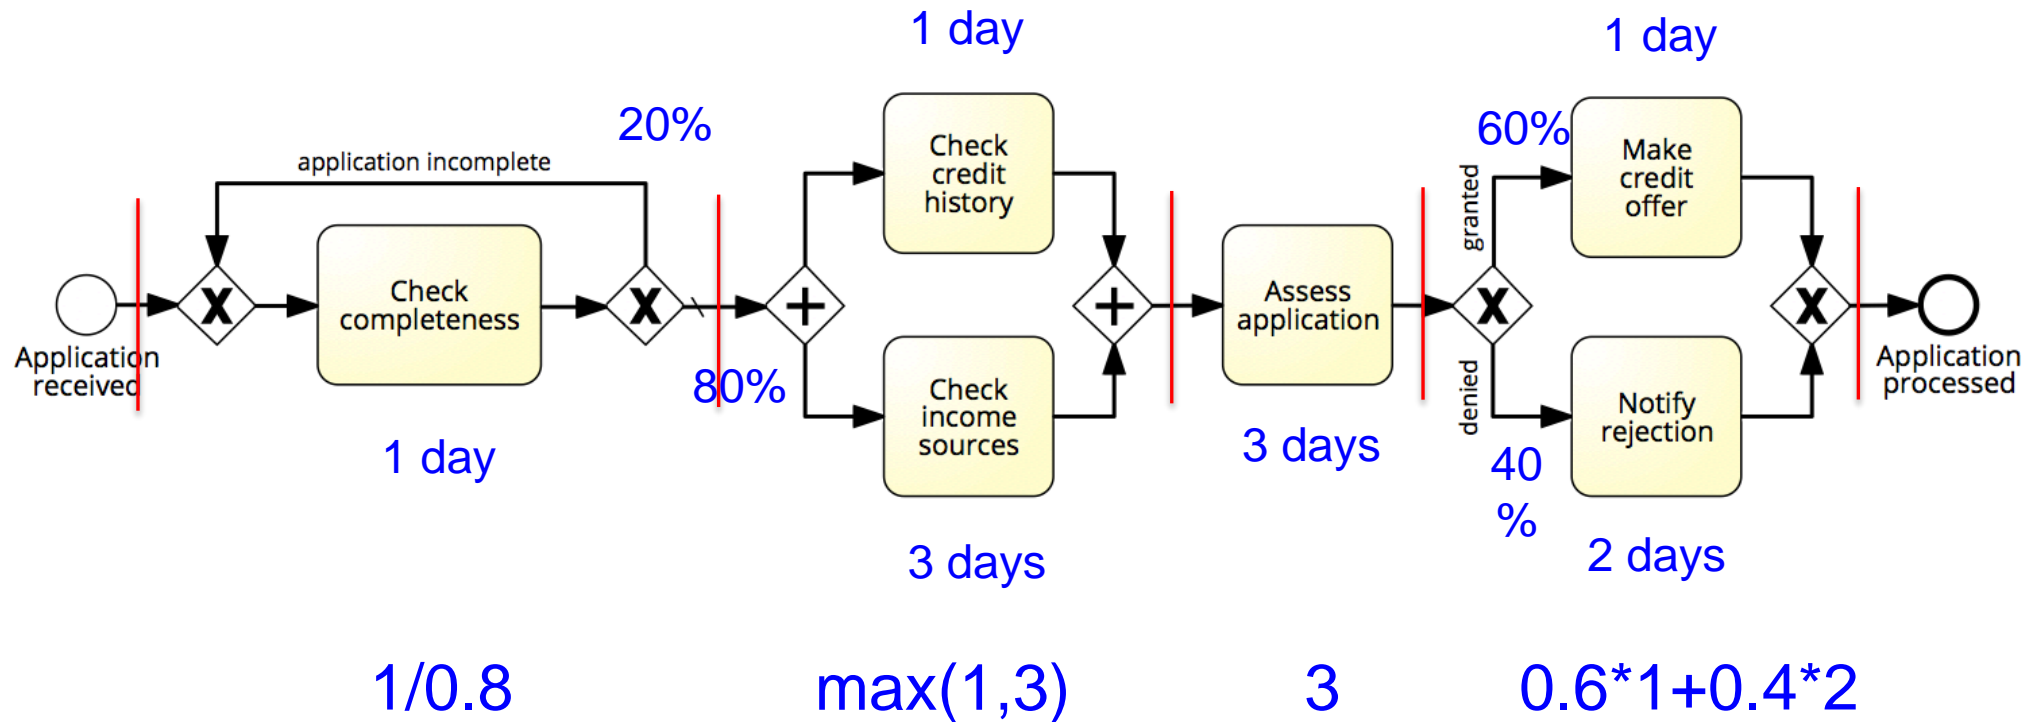 1 day
1 day
20%
60%
application incomplete
Check
credit
history
Make
credit
offer
granted
X
Check
completeness
X
+
+
Assess
application
X
X
Application
received
80%
Check
income
sources
denied
Notify
rejection
Application
processed
1 day
3 days
40
%
3 days
2 days
1/0.8
max(1,3)
3
0.6*1+0.4*2